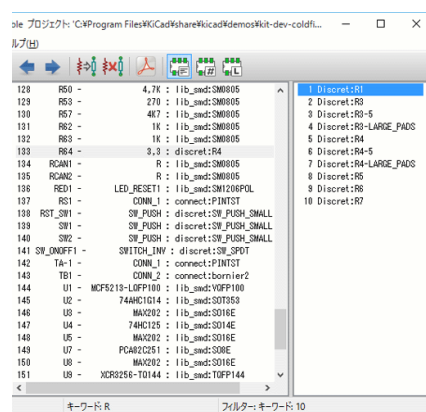 ble プロジェクト: 'C:¥Program Files¥KiCad¥share¥kicad¥demos¥kit-dev-coldfi...
ルプ(H)
# L
128 R50 - 4,7K : lib_smd:SM0805
129 R53 - 270 : lib_smd:SM0805
130 R57 - 4K7 : lib_smd:SM0805
131 R62 - 1K : lib_smd:SM0805
132 R63 - 1K : lib_smd:SM0805
133 R64 - 3,3 : discret:R4
134 RCAN1 - R : lib_smd:SM0805
135 RCAN2 - R : lib_smd:SM0805
136 RED1 - LED_RESET1 : lib_smd:SM1206POL
137 RS1 - CONN_1 : connect:PINTST
138 RST_SW1 - SW_PUSH : discret:SW_PUSH_SMALL
139 SW1 - SW_PUSH : discret:SW_PUSH_SMALL
140 SW2 - SW_PUSH : discret:SW_PUSH_SMALL
141 SW_ONOFF1 - SWITCH_INV : discret:SW_SPDT
142 TA-1 - CONN_1 : connect:PINTST
143 TB1 - CONN_2 : connect:bornier2
144 U1 - MCF5213-LQFP100 : lib_smd:VQFP100
145 U2 - 74AHC1G14 : lib_smd:SOT353
146 U3 - MAX202 : lib_smd:SO16E
147 U4 - 74HC125 : lib_smd:SO14E
148 U5 - MAX202 : lib_smd:SO16E
149 U7 - PCA82C251 : lib_smd:SO8E
150 U8 - MAX202 : lib_smd:SO16E
151 U9 - XCR3256-TQ144 : lib_smd:TQFP144
1 Discret:R1
2 Discret:R3
3 Discret:R3-5
4 Discret:R3-LARGE_PADS
5 Discret:R4
6 Discret:R4-5
7 Discret:R4-LARGE_PADS
8 Discret:R5
9 Discret:R6
10 Discret:R7
キーワード: R
フィルター: キーワード: 10